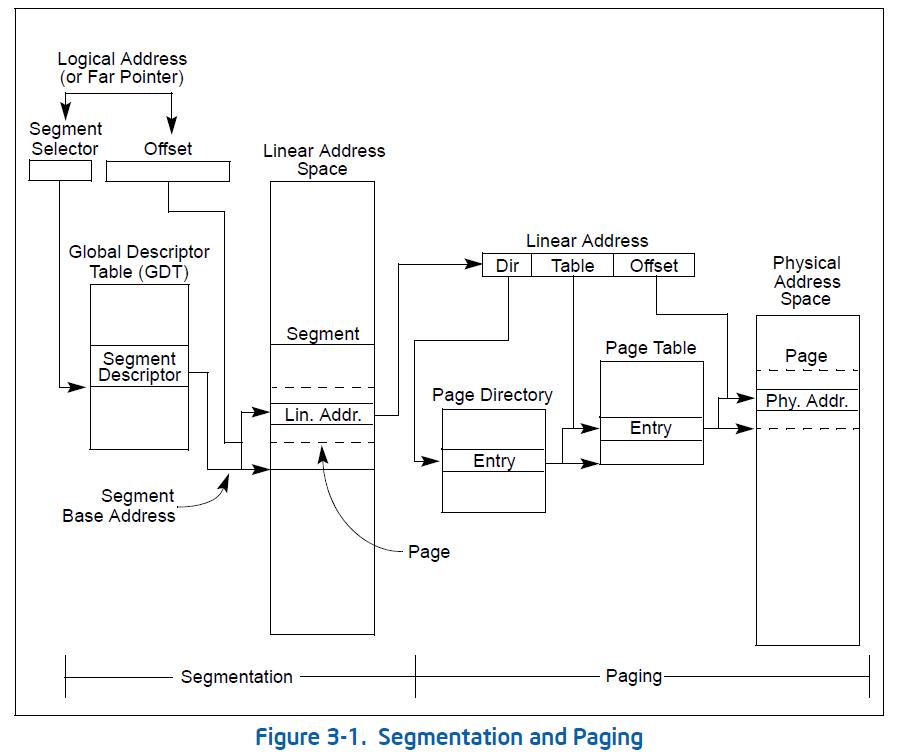 Logical Address
(or Far Pointer)
Segment
Selector
Offset
Linear Address
Space
Global Descriptor
Table (GDT)
Segment
Descriptor
Segment
Lin. Addr.
Segment
Base Address
Page
Linear Address
Dir Table Offset
Physical
Address
Space
Page Directory
Entry
Page Table
Entry
Page
Phy. Addr.
Segmentation
Paging
Figure 3-1. Segmentation and Paging